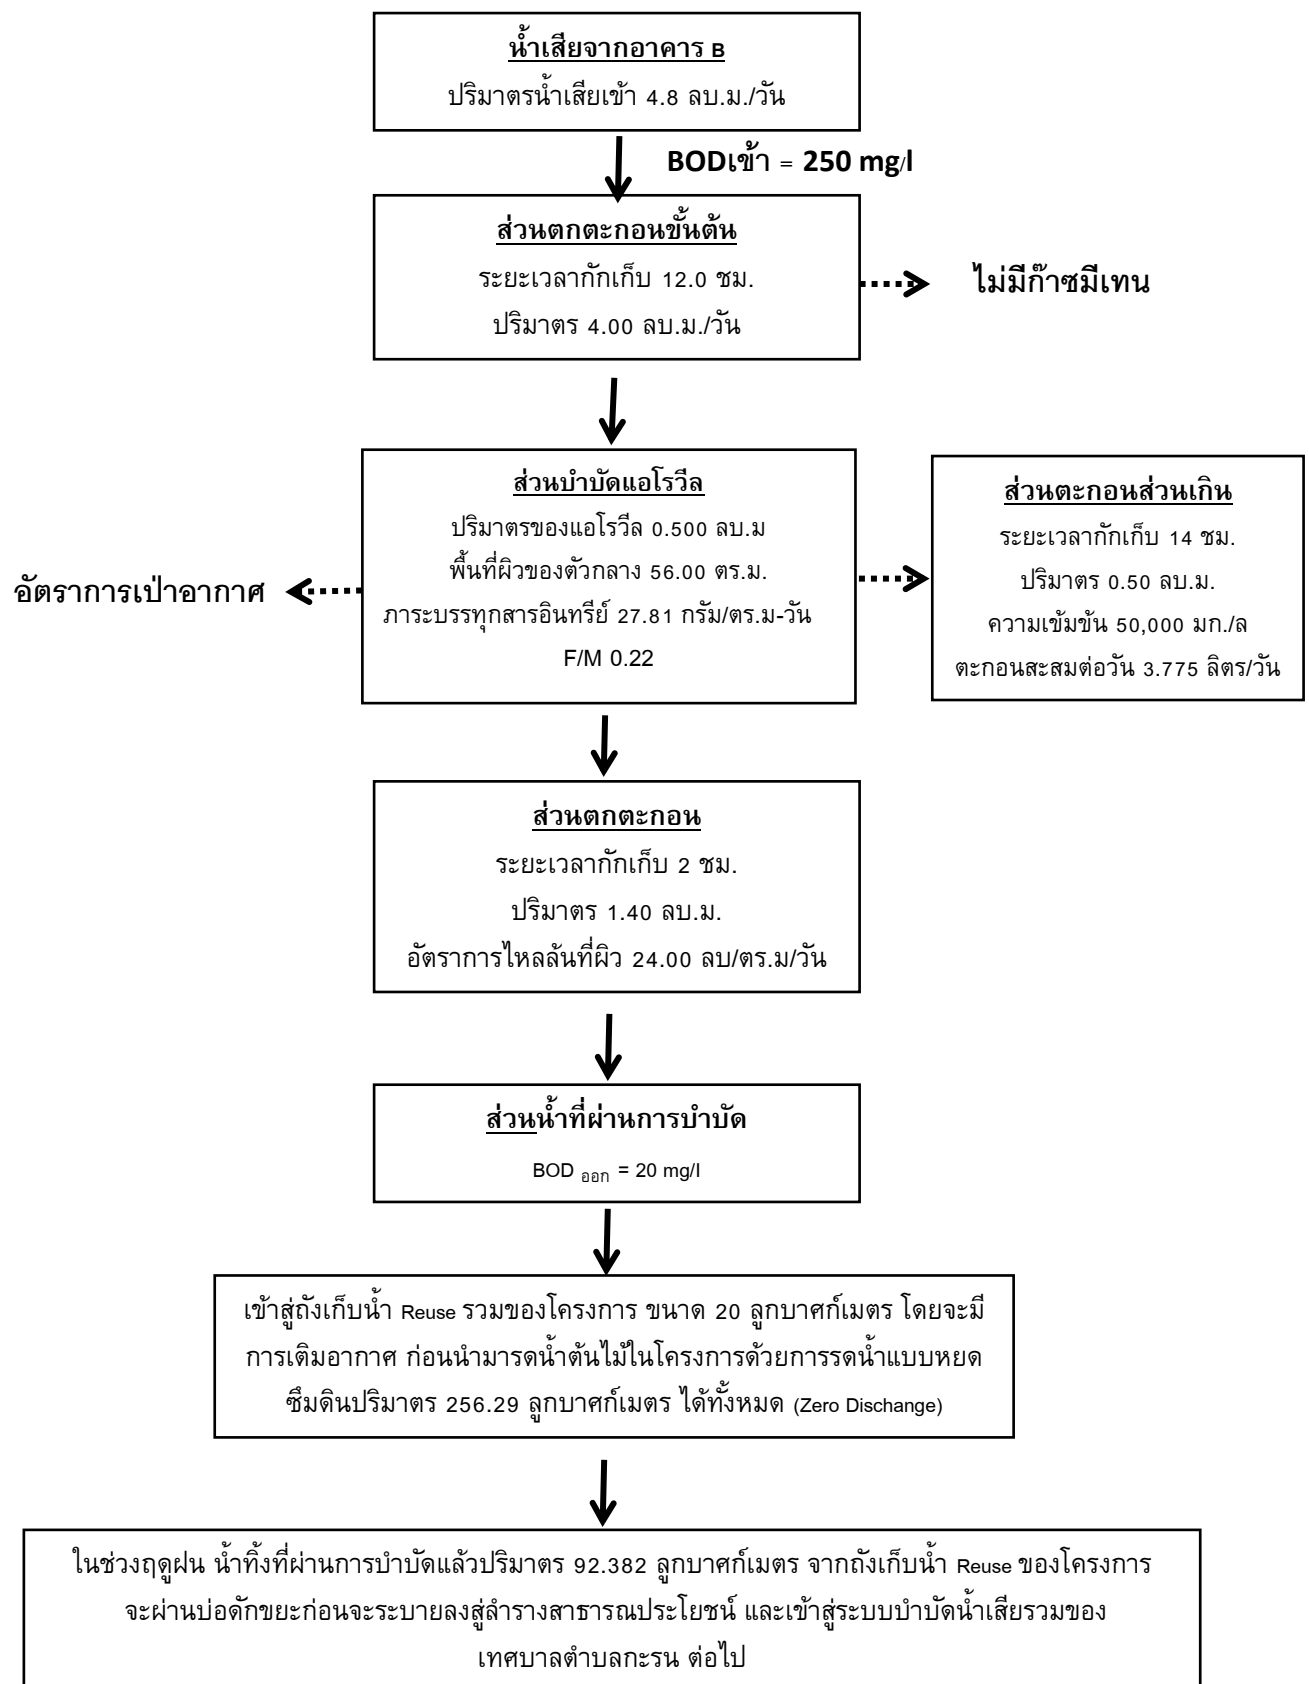 น้ำเสียจากอาคาร B
ปริมาตรน้ำเสียเข้า 4.8 ลบ.ม./วัน
BODเข้า = 250 mg/l
ส่วนตกตะกอนขั้นต้น
ระยะเวลากักเก็บ 12.0 ชม.
ปริมาตร 4.00 ลบ.ม./วัน
ไม่มีก๊าซมีเทน
ส่วนบำบัดแอโรวีล
ปริมาตรของแอโรวีล 0.500 ลบ.ม
พื้นที่ผิวของตัวกลาง 56.00 ตร.ม.
ภาระบรรทุกสารอินทรีย์ 27.81 กรัม/ตร.ม-วัน
F/M 0.22
อัตราการเป่าอากาศ
ส่วนตะกอนส่วนเกิน
ระยะเวลากักเก็บ 14 ชม.
ปริมาตร 0.50 ลบ.ม.
ความเข้มข้น 50,000 มก./ล
ตะกอนสะสมต่อวัน 3.775 ลิตร/วัน
ส่วนตกตะกอน
ระยะเวลากักเก็บ 2 ชม.
ปริมาตร 1.40 ลบ.ม.
อัตราการไหลล้นที่ผิว 24.00 ลบ/ตร.ม/วัน
ส่วนน้ำที่ผ่านการบำบัด
BOD ออก = 20 mg/l
เข้าสู่ถังเก็บน้ำ Reuse รวมของโครงการ ขนาด 20 ลูกบาศก์เมตร โดยจะมี
การเติมอากาศ ก่อนนำมารดน้ำต้นไม้ในโครงการด้วยการรดน้ำแบบหยด
ซึมดินปริมาตร 256.29 ลูกบาศก์เมตร ได้ทั้งหมด (Zero Dischange)
ในช่วงฤดูฝน น้ำทิ้งที่ผ่านการบำบัดแล้วปริมาตร 92.382 ลูกบาศก์เมตร จากถังเก็บน้ำ Reuse ของโครงการ
จะผ่านบ่อดักขยะก่อนจะระบายลงสู่ลำรางสาธารณประโยชน์ และเข้าสู่ระบบบำบัดน้ำเสียรวมของ
เทศบาลตำบลกะรน ต่อไป